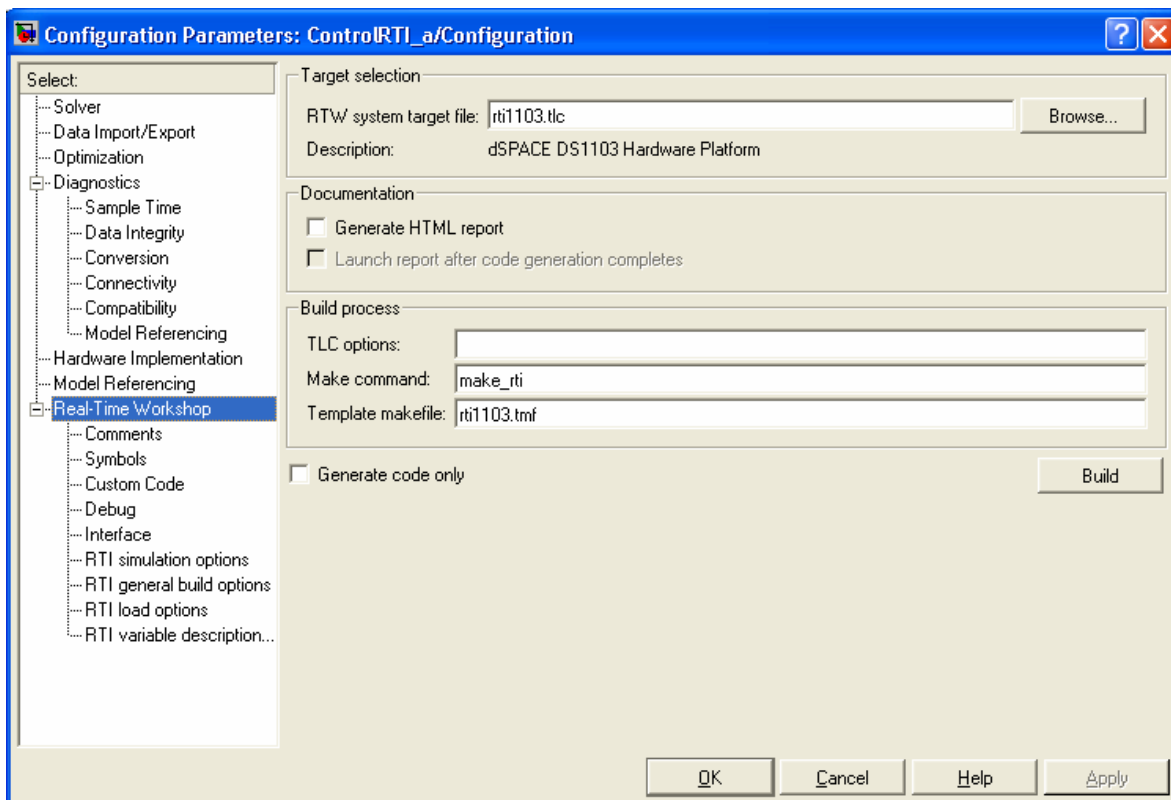 Configuration Parameters: ControlRTI_a/Configuration
Select:
Solver
Data Import/Export
Optimization
Diagnostics
Sample Time
Data Integrity
Conversion
Connectivity
Compatibility
Model Referencing
Hardware Implementation
Model Referencing
Real-Time Workshop
Comments
Symbols
Custom Code
Debug
Interface
RTI simulation options
RTI general build options
RTI load options
RTI variable description...
Target selection
RTW system target file: rti1103.tlc Browse...
Description: dSPACE DS1103 Hardware Platform
Documentation
Generate HTML report
Launch report after code generation completes
Build process
TLC options:
Make command: make_rti
Template makefile: rti1103.tmf
Generate code only Build
OK Cancel Help Apply